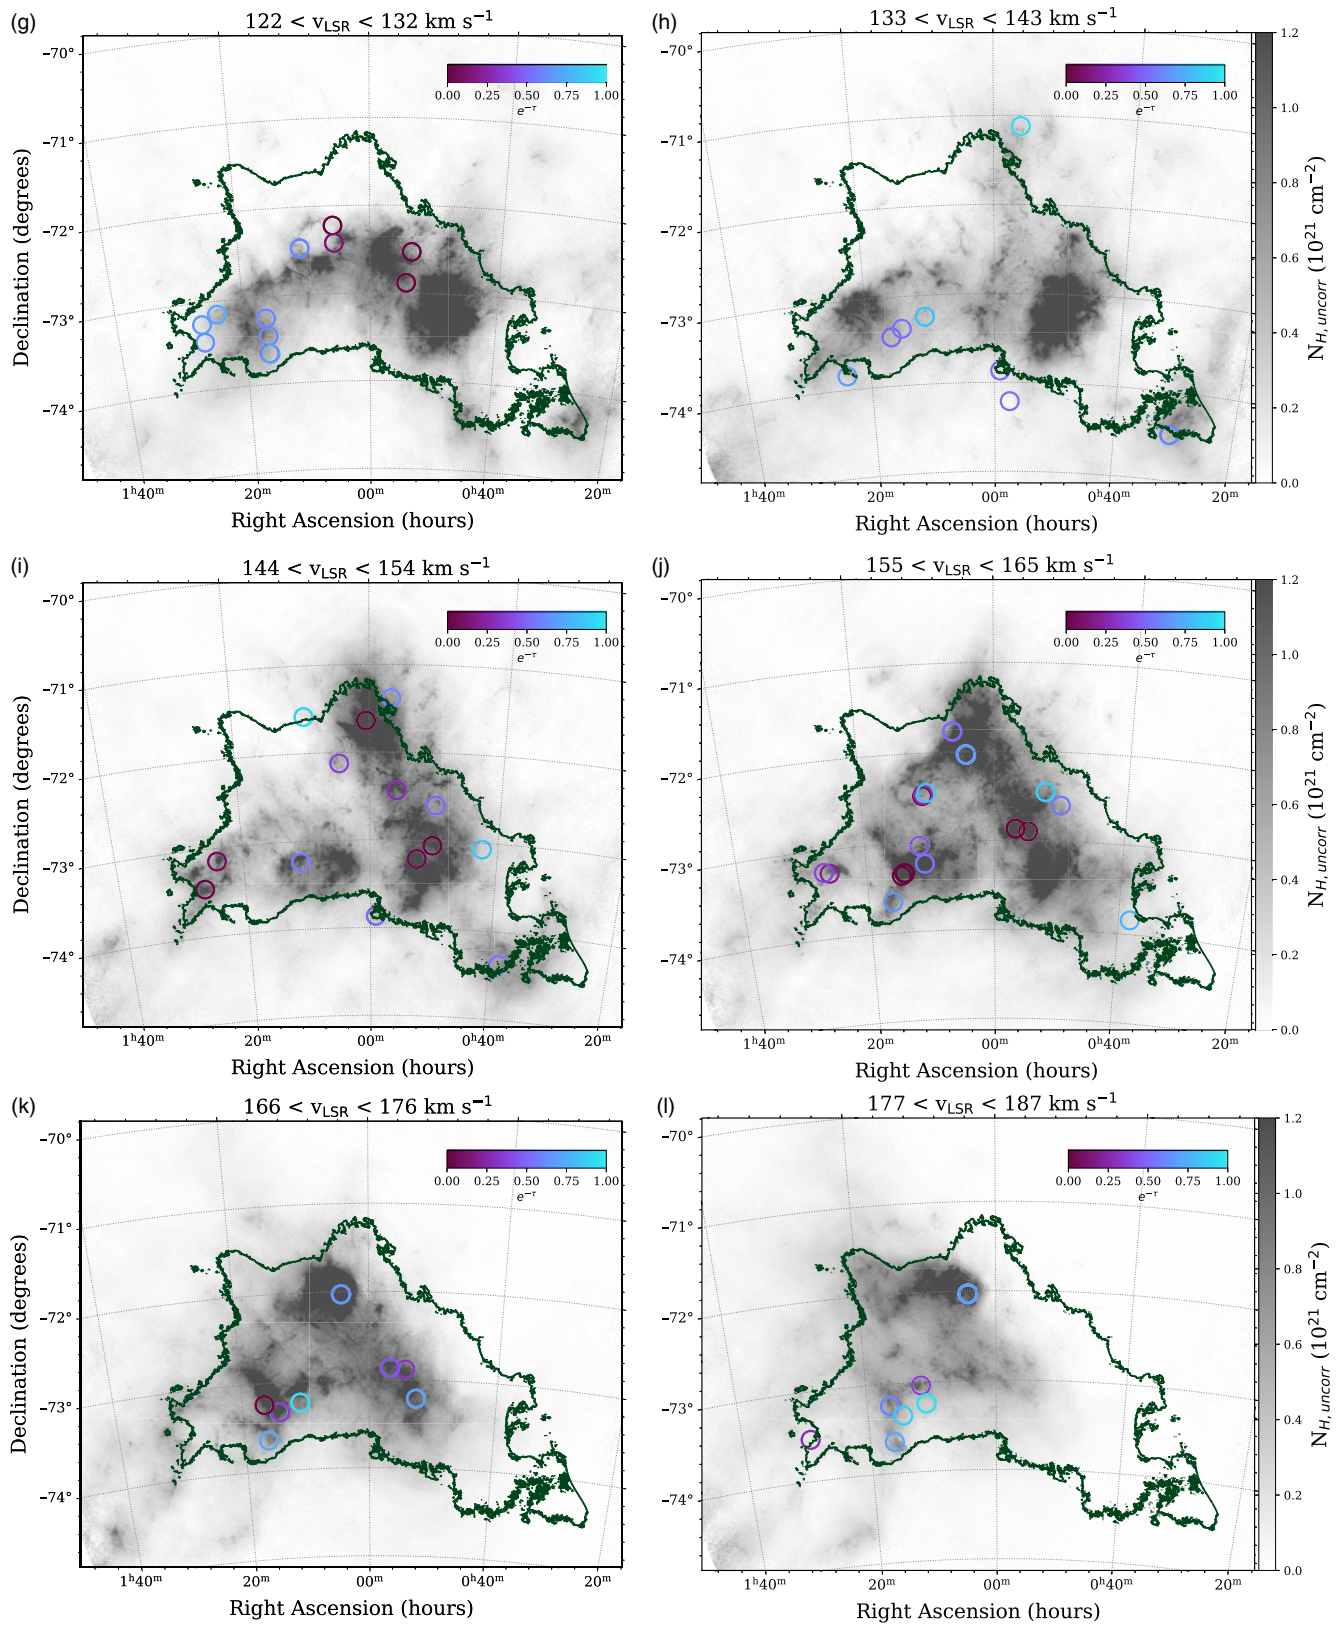 (g)
122 < v_LSR < 132 km s⁻¹
−70°
−71°
−72°
−73°
−74°
Declination (degrees)
0.00 0.25 0.50 0.75 1.00
e^−τ
1ʰ40ᵐ 20ᵐ 00ᵐ 0ʰ40ᵐ 20ᵐ
Right Ascension (hours)
(h)
133 < v_LSR < 143 km s⁻¹
−70°
−71°
−72°
−73°
−74°
0.00 0.25 0.50 0.75 1.00
e^−τ
1ʰ40ᵐ 20ᵐ 00ᵐ 0ʰ40ᵐ 20ᵐ
Right Ascension (hours)
1.2
1.0
0.8
0.6
0.4
0.2
0.0
N_H, uncorr (10²¹ cm⁻²)
(i)
144 < v_LSR < 154 km s⁻¹
−70°
−71°
−72°
−73°
−74°
Declination (degrees)
0.00 0.25 0.50 0.75 1.00
e^−τ
1ʰ40ᵐ 20ᵐ 00ᵐ 0ʰ40ᵐ 20ᵐ
Right Ascension (hours)
(j)
155 < v_LSR < 165 km s⁻¹
−70°
−71°
−72°
−73°
−74°
0.00 0.25 0.50 0.75 1.00
e^−τ
1ʰ40ᵐ 20ᵐ 00ᵐ 0ʰ40ᵐ 20ᵐ
Right Ascension (hours)
1.2
1.0
0.8
0.6
0.4
0.2
0.0
N_H, uncorr (10²¹ cm⁻²)
(k)
166 < v_LSR < 176 km s⁻¹
−70°
−71°
−72°
−73°
−74°
Declination (degrees)
0.00 0.25 0.50 0.75 1.00
e^−τ
1ʰ40ᵐ 20ᵐ 00ᵐ 0ʰ40ᵐ 20ᵐ
Right Ascension (hours)
(l)
177 < v_LSR < 187 km s⁻¹
−70°
−71°
−72°
−73°
−74°
0.00 0.25 0.50 0.75 1.00
e^−τ
1ʰ40ᵐ 20ᵐ 00ᵐ 0ʰ40ᵐ 20ᵐ
Right Ascension (hours)
1.2
1.0
0.8
0.6
0.4
0.2
0.0
N_H, uncorr (10²¹ cm⁻²)